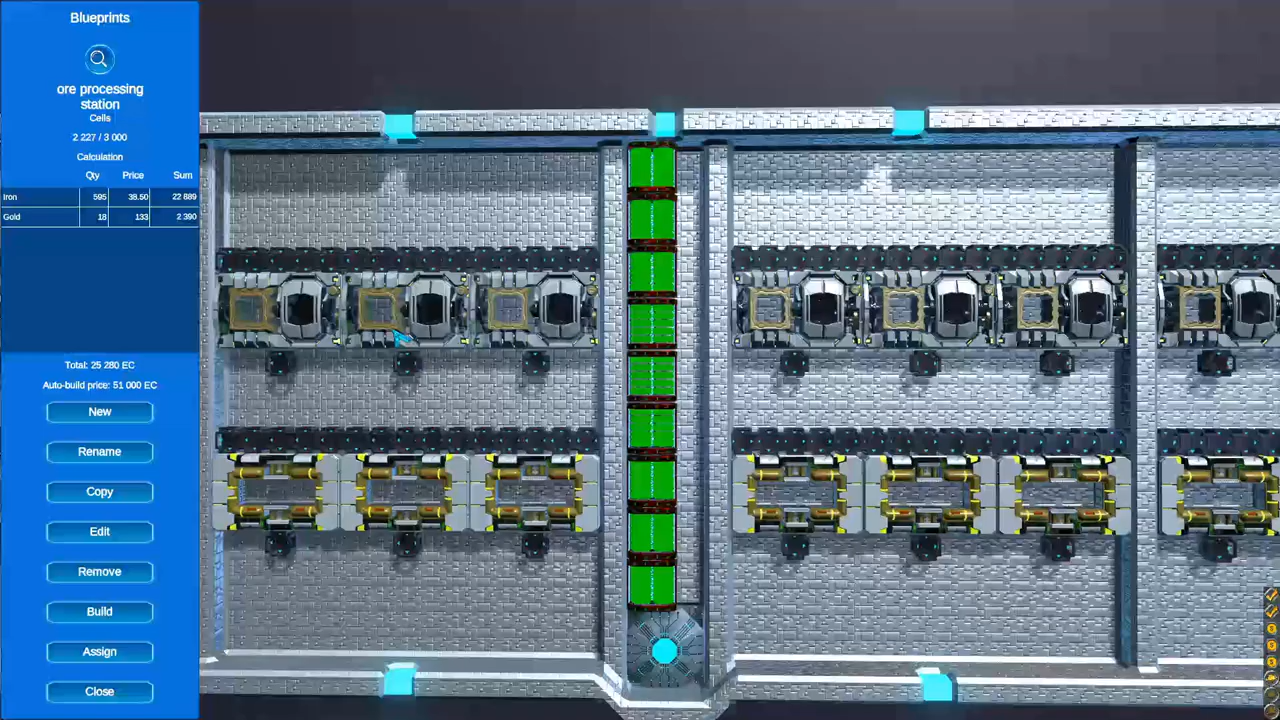 Blueprints
ore processing
station
Cells
2 227 / 3 000
Calculation
Qty Price Sum
Iron 595 38.50 22 889
Gold 18 133 2 390
Total: 25 280 EC
Auto-build price: 51 000 EC
New
Rename
Copy
Edit
Remove
Build
Assign
Close